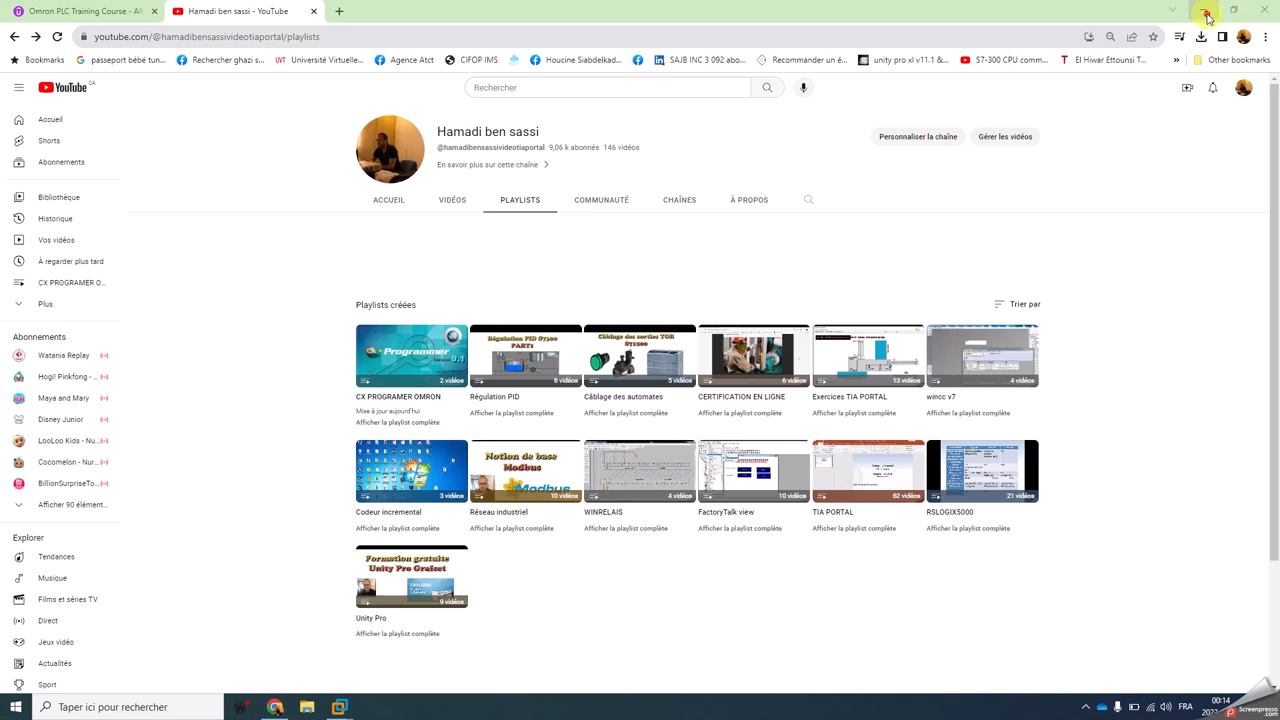 Omron PLC Training Course - AB
Hamadi ben sassi - YouTube
youtube.com/@hamadibensassivideotiaportal/playlists
Bookmarks
passeport bébé tun...
Rechercher ghazi s...
Université Virtuelle...
Agence Atct
CIFOP IMS
Houcine Siabdelkad...
SAJB INC 3 092 abo...
Recommander un é...
unity pro xl v11.1 &...
S7-300 CPU comm...
El Hivar Ettounsi T...
»
Other bookmarks
YouTube CA
Rechercher
Accueil
Shorts
Abonnements
Bibliothèque
Historique
Vos vidéos
À regarder plus tard
CX PROGRAMER O...
Plus
Abonnements
Watania Replay
Hogi! Pinkfong - ...
Maya and Mary
Disney Junior
LooLoo Kids - Nu...
Cocomelon - Nur...
BillionSurpriseTo...
Afficher 90 élément...
Explorer
Tendances
Musique
Films et séries TV
Direct
Jeux vidéo
Actualités
Sport
Hamadi ben sassi
@hamadibensassivideotiaportal 9,06 k abonnés 146 vidéos
En savoir plus sur cette chaîne
Personnaliser la chaîne
Gérer les vidéos
ACCUEIL VIDÉOS PLAYLISTS COMMUNAUTÉ CHAÎNES À PROPOS
Playlists créées
Trier par
CX-Programmer
Version 9.1
2 vidéos
CX PROGRAMER OMRON
Mise à jour aujourd'hui
Afficher la playlist complète
Régulation PID S7300
PART1
6 vidéos
Régulation PID
Afficher la playlist complète
Câblage des sorties TOR
S71200
5 vidéos
Câblage des automates
Afficher la playlist complète
6 vidéos
CERTIFICATION EN LIGNE
Afficher la playlist complète
13 vidéos
Exercices TIA PORTAL
Afficher la playlist complète
4 vidéos
wincc v7
Afficher la playlist complète
3 vidéos
Codeur incremental
Afficher la playlist complète
Notion de base
Modbus
Modbus
10 vidéos
Réseau industriel
Afficher la playlist complète
4 vidéos
WINRELAIS
Afficher la playlist complète
10 vidéos
FactoryTalk view
Afficher la playlist complète
62 vidéos
TIA PORTAL
Afficher la playlist complète
21 vidéos
RSLOGIX5000
Afficher la playlist complète
Formation gratuite
Unity Pro Grafcet
9 vidéos
Unity Pro
Afficher la playlist complète
Taper ici pour rechercher
FRA
00:14
Screenpresso
.com